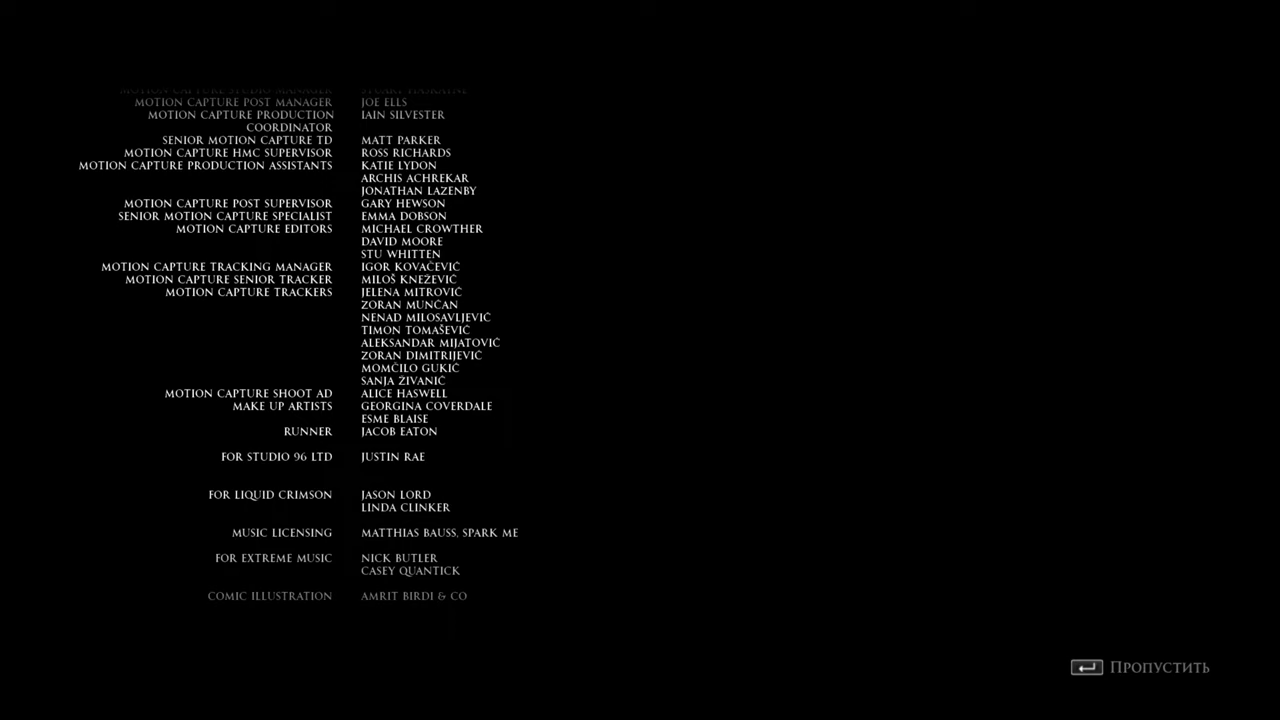 MOTION CAPTURE STUDIO MANAGER
MOTION CAPTURE POST MANAGER JOE ELLS
MOTION CAPTURE PRODUCTION IAIN SILVESTER
COORDINATOR
SENIOR MOTION CAPTURE TD MATT PARKER
MOTION CAPTURE HMC SUPERVISOR ROSS RICHARDS
MOTION CAPTURE PRODUCTION ASSISTANTS KATIE LYDON
ARCHIS ACHREKAR
JONATHAN LAZENBY
MOTION CAPTURE POST SUPERVISOR GARY HEWSON
SENIOR MOTION CAPTURE SPECIALIST EMMA DOBSON
MOTION CAPTURE EDITORS MICHAEL CROWTHER
DAVID MOORE
STU WHITTEN
MOTION CAPTURE TRACKING MANAGER IGOR KOVAČEVIĆ
MOTION CAPTURE SENIOR TRACKER MILOŠ KNEŽEVIĆ
MOTION CAPTURE TRACKERS JELENA MITROVIĆ
ZORAN MUNĆAN
NENAD MILOSAVLJEVIĆ
TIMON TOMAŠEVIĆ
ALEKSANDAR MIJATOVIĆ
ZORAN DIMITRIJEVIĆ
MOMČILO GUKIĆ
SANJA ŽIVANIĆ
MOTION CAPTURE SHOOT AD ALICE HASWELL
MAKE UP ARTISTS GEORGINA COVERDALE
ESME BLAISE
RUNNER JACOB EATON
FOR STUDIO 96 LTD JUSTIN RAE
FOR LIQUID CRIMSON JASON LORD
LINDA CLINKER
MUSIC LICENSING MATTHIAS BAUSS, SPARK ME
FOR EXTREME MUSIC NICK BUTLER
CASEY QUANTICK
COMIC ILLUSTRATION AMRIT BIRDI & CO
Пропустить